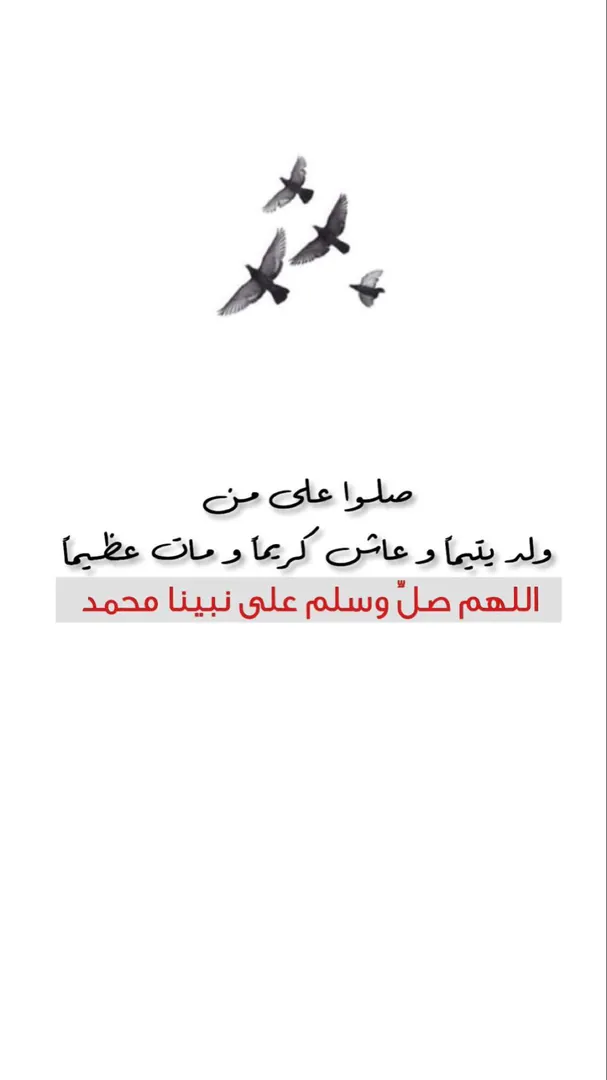 صلوا على من
ولد يتيماً و عاش كريماً و مات عظيماً
اللهم صلِّ وسلم على نبينا محمد